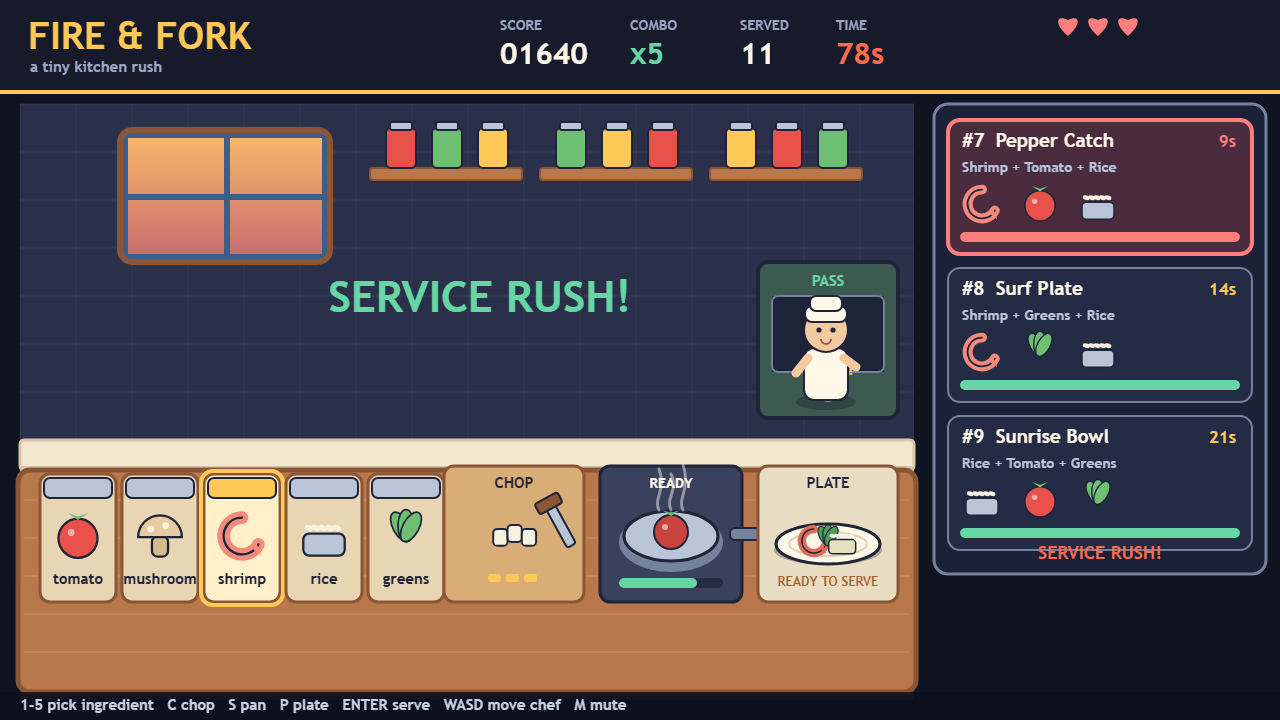 FIRE & FORK
a tiny kitchen rush
SCORE
01640
COMBO
x5
SERVED
11
TIME
78s
#7 Pepper Catch
9s
Shrimp + Tomato + Rice
#8 Surf Plate
14s
Shrimp + Greens + Rice
#9 Sunrise Bowl
21s
Rice + Tomato + Greens
SERVICE RUSH!
SERVICE RUSH!
PASS
tomato
mushroom
shrimp
rice
greens
CHOP
READY
PLATE
READY TO SERVE
1-5 pick ingredient C chop S pan P plate ENTER serve WASD move chef M mute